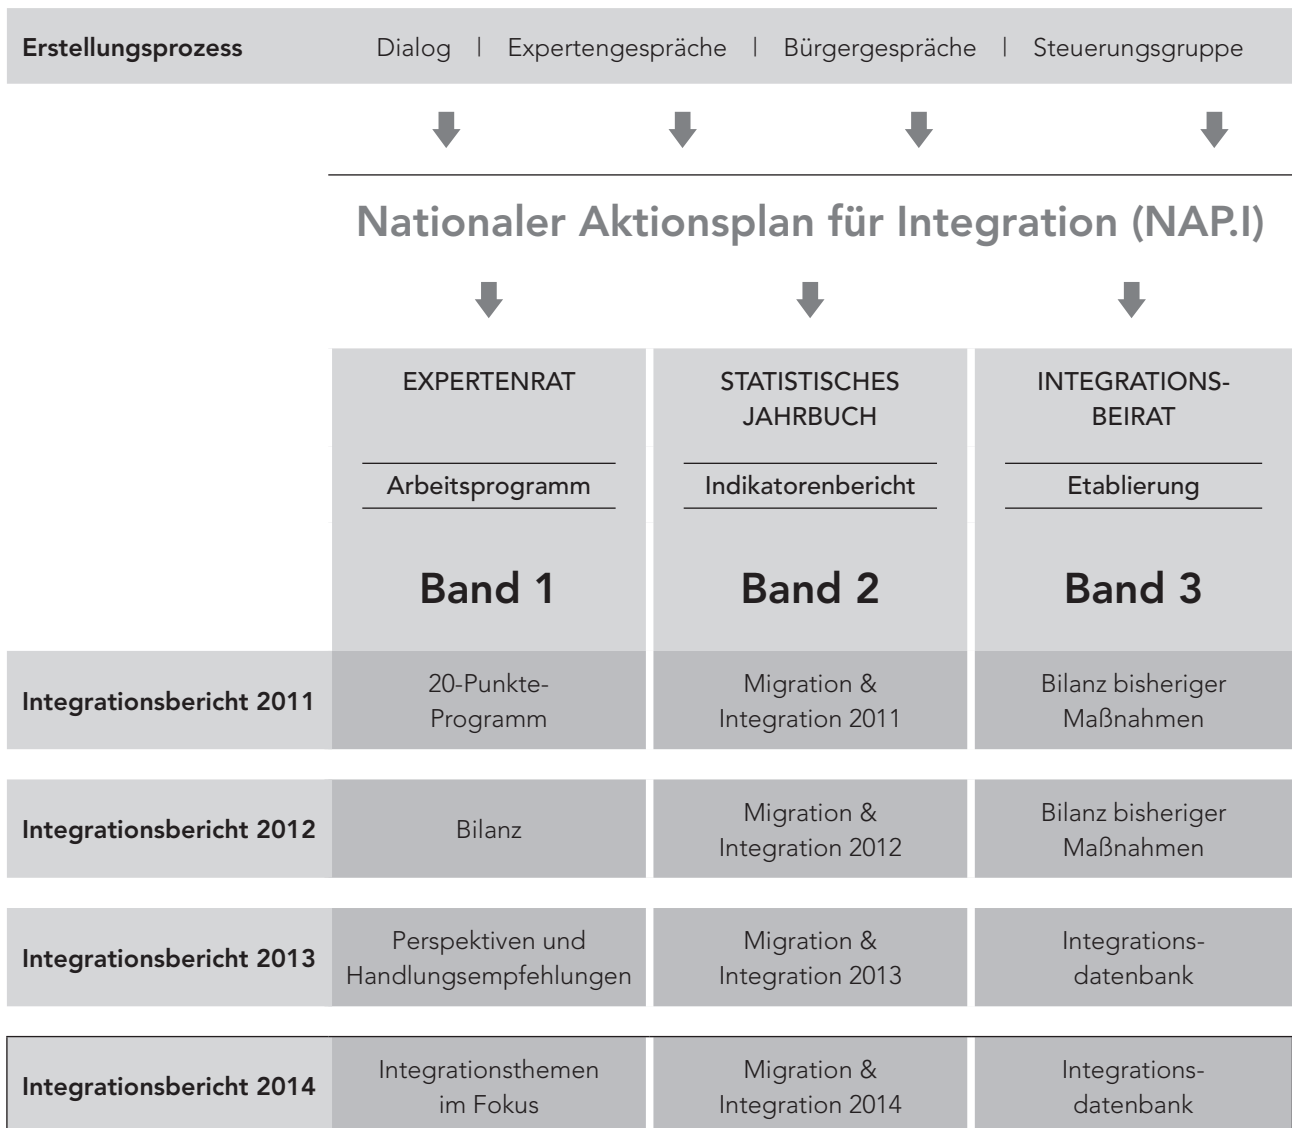 Erstellungsprozess
Dialog | Expertengespräche | Bürgergespräche | Steuerungsgruppe
Nationaler Aktionsplan für Integration (NAP.I)
EXPERTENRAT
Arbeitsprogramm
Band 1
STATISTISCHES
JAHRBUCH
Indikatorenbericht
Band 2
INTEGRATIONS-
BEIRAT
Etablierung
Band 3
Integrationsbericht 2011
20-Punkte-
Programm
Migration &
Integration 2011
Bilanz bisheriger
Maßnahmen
Integrationsbericht 2012
Bilanz
Migration &
Integration 2012
Bilanz bisheriger
Maßnahmen
Integrationsbericht 2013
Perspektiven und
Handlungsempfehlungen
Migration &
Integration 2013
Integrations-
datenbank
Integrationsbericht 2014
Integrationsthemen
im Fokus
Migration &
Integration 2014
Integrations-
datenbank